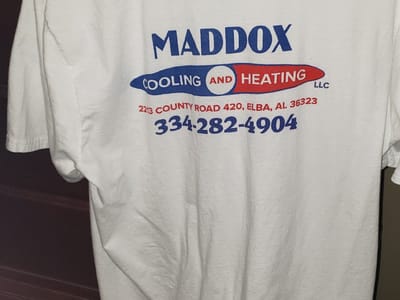 MADDOX
COOLING AND HEATING LLC
2213 COUNTY ROAD 420, ELBA, AL 36323
334-282-4904